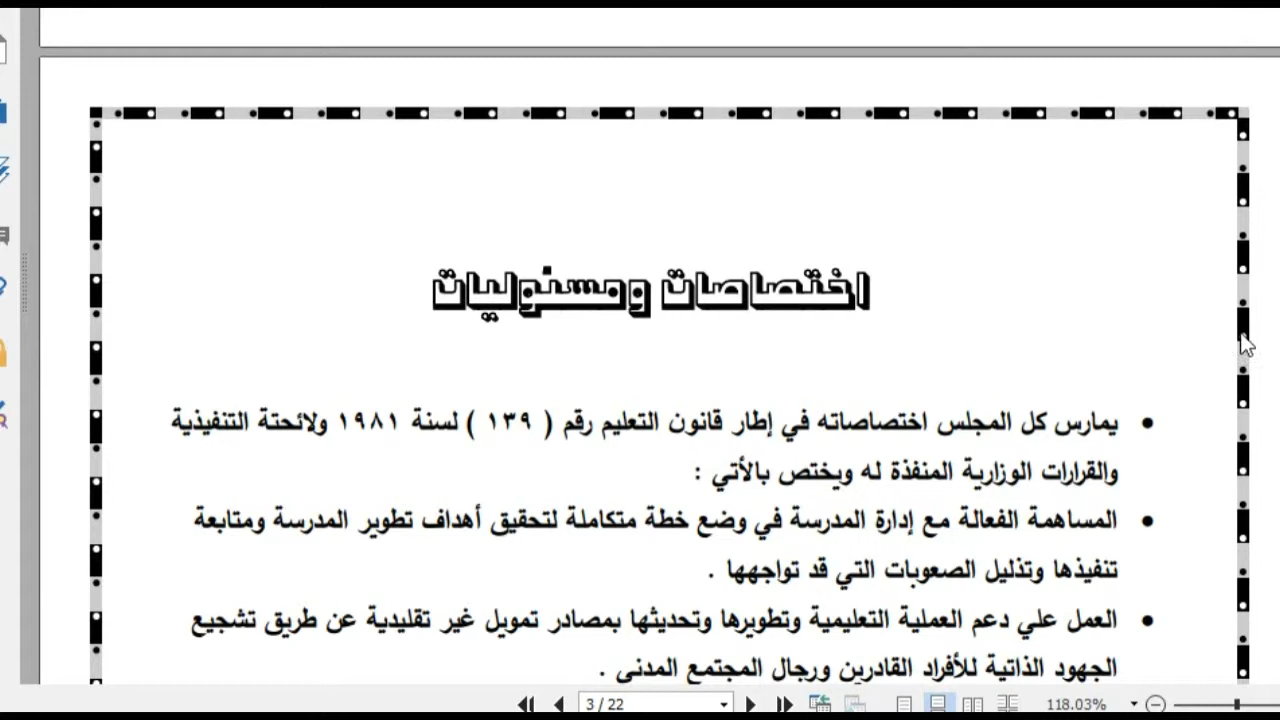 اختصاصات ومسئوليات
• يمارس كل المجلس اختصاصاته في إطار قانون التعليم رقم ( ١٣٩ ) لسنة ١٩٨١ ولائحتة التنفيذية
والقرارات الوزارية المنفذة له ويختص بالأتي :
• المساهمة الفعالة مع إدارة المدرسة في وضع خطة متكاملة لتحقيق أهداف تطوير المدرسة ومتابعة
تنفيذها وتذليل الصعوبات التي قد تواجهها .
• العمل علي دعم العملية التعليمية وتطويرها وتحديثها بمصادر تمويل غير تقليدية عن طريق تشجيع
الجهود الذاتية للأفراد القادرين ورجال المجتمع المدنى .
3 / 22
118.03%